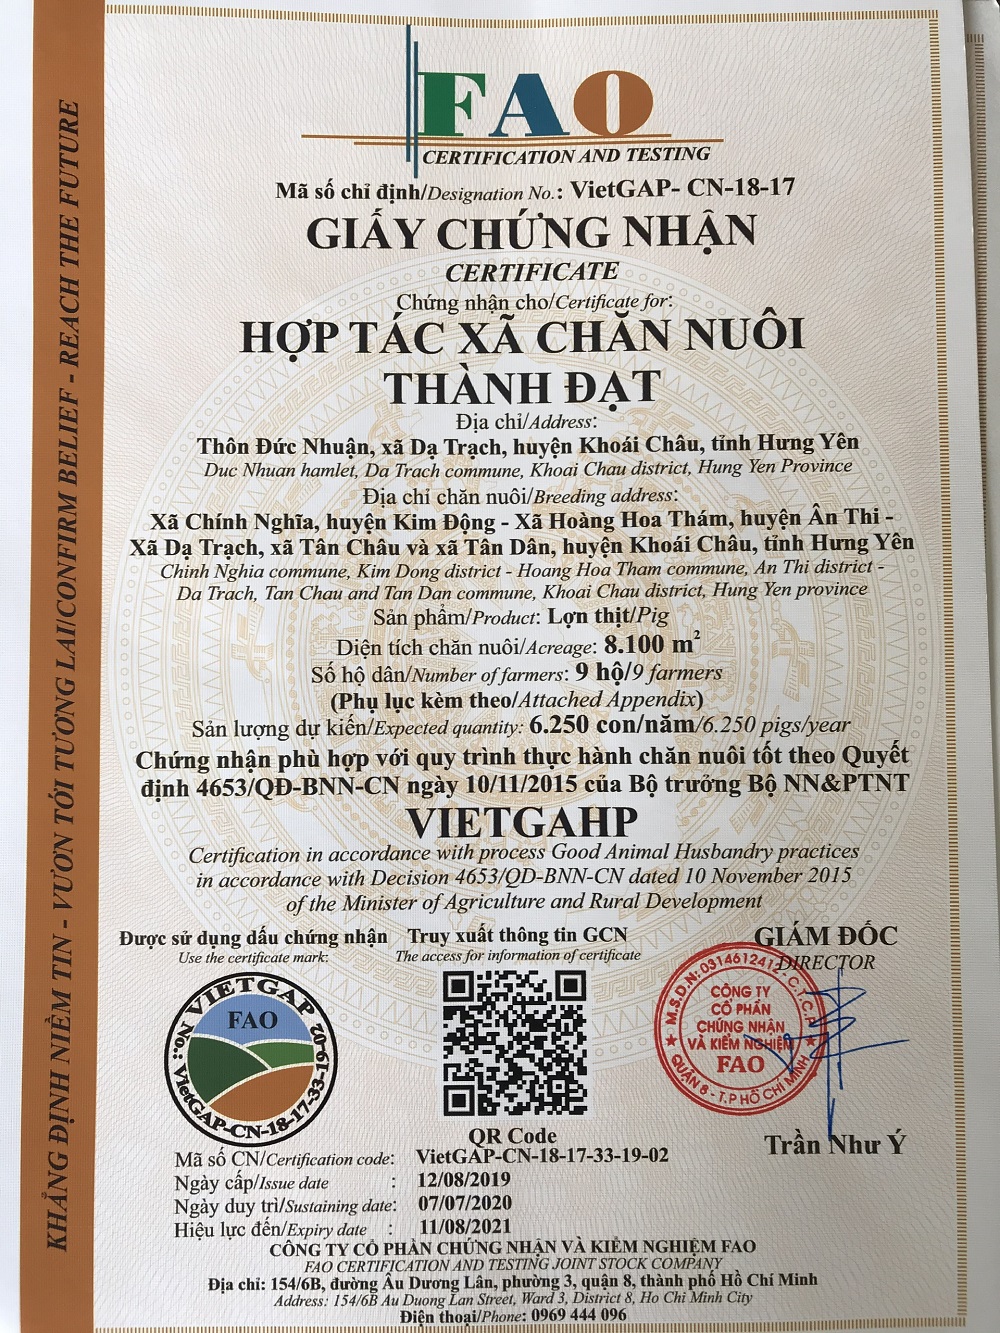 KHẲNG ĐỊNH NIỀM TIN - VƯƠN TỚI TƯƠNG LAI/CONFIRM BELIEF - REACH THE FUTURE
FAO
CERTIFICATION AND TESTING
Mã số chỉ định/Designation No.: VietGAP- CN-18-17
GIẤY CHỨNG NHẬN
CERTIFICATE
Chứng nhận cho/Certificate for:
HỢP TÁC XÃ CHĂN NUÔI
THÀNH ĐẠT
Địa chỉ/Address:
Thôn Đức Nhuận, xã Dạ Trạch, huyện Khoái Châu, tỉnh Hưng Yên
Duc Nhuan hamlet, Da Trach commune, Khoai Chau district, Hung Yen Province
Địa chỉ chăn nuôi/Breeding address:
Xã Chính Nghĩa, huyện Kim Động - Xã Hoàng Hoa Thám, huyện Ân Thi -
Xã Dạ Trạch, xã Tân Châu và xã Tân Dân, huyện Khoái Châu, tỉnh Hưng Yên
Chinh Nghia commune, Kim Dong district - Hoang Hoa Tham commune, An Thi district -
Da Trach, Tan Chau and Tan Dan commune, Khoai Chau district, Hung Yen province
Sản phẩm/Product: Lợn thịt/Pig
Diện tích chăn nuôi/Acreage: 8.100 m²
Số hộ dân/Number of farmers: 9 hộ/9 farmers
(Phụ lục kèm theo/Attached Appendix)
Sản lượng dự kiến/Expected quantity: 6.250 con/năm/6.250 pigs/year
Chứng nhận phù hợp với quy trình thực hành chăn nuôi tốt theo Quyết
định 4653/QĐ-BNN-CN ngày 10/11/2015 của Bộ trưởng Bộ NN&PTNT
VIETGAHP
Certification in accordance with process Good Animal Husbandry practices
in accordance with Decision 4653/QD-BNN-CN dated 10 November 2015
of the Minister of Agriculture and Rural Development
Được sử dụng dấu chứng nhận
Use the certificate mark:
VIETGAP
FAO
No.: VietGAP-CN-18-17-33-19-02
Truy xuất thông tin GCN
The access for information of certificate
QR Code
GIÁM ĐỐC
DIRECTOR
M.S.D.N: 0314612417 - C.T.C.P
CÔNG TY
CỔ PHẦN
CHỨNG NHẬN
VÀ KIỂM NGHIỆM
FAO
QUẬN 8 - T.P HỒ CHÍ MINH
Trần Như Ý
Mã số CN/Certification code: VietGAP-CN-18-17-33-19-02
Ngày cấp/Issue date : 12/08/2019
Ngày duy trì/Sustaining date: 07/07/2020
Hiệu lực đến/Expiry date : 11/08/2021
CÔNG TY CỔ PHẦN CHỨNG NHẬN VÀ KIỂM NGHIỆM FAO
FAO CERTIFICATION AND TESTING JOINT STOCK COMPANY
Địa chỉ: 154/6B, đường Âu Dương Lân, phường 3, quận 8, thành phố Hồ Chí Minh
Address: 154/6B Au Duong Lan Street, Ward 3, District 8, Ho Chi Minh City
Điện thoại/Phone: 0969 444 096